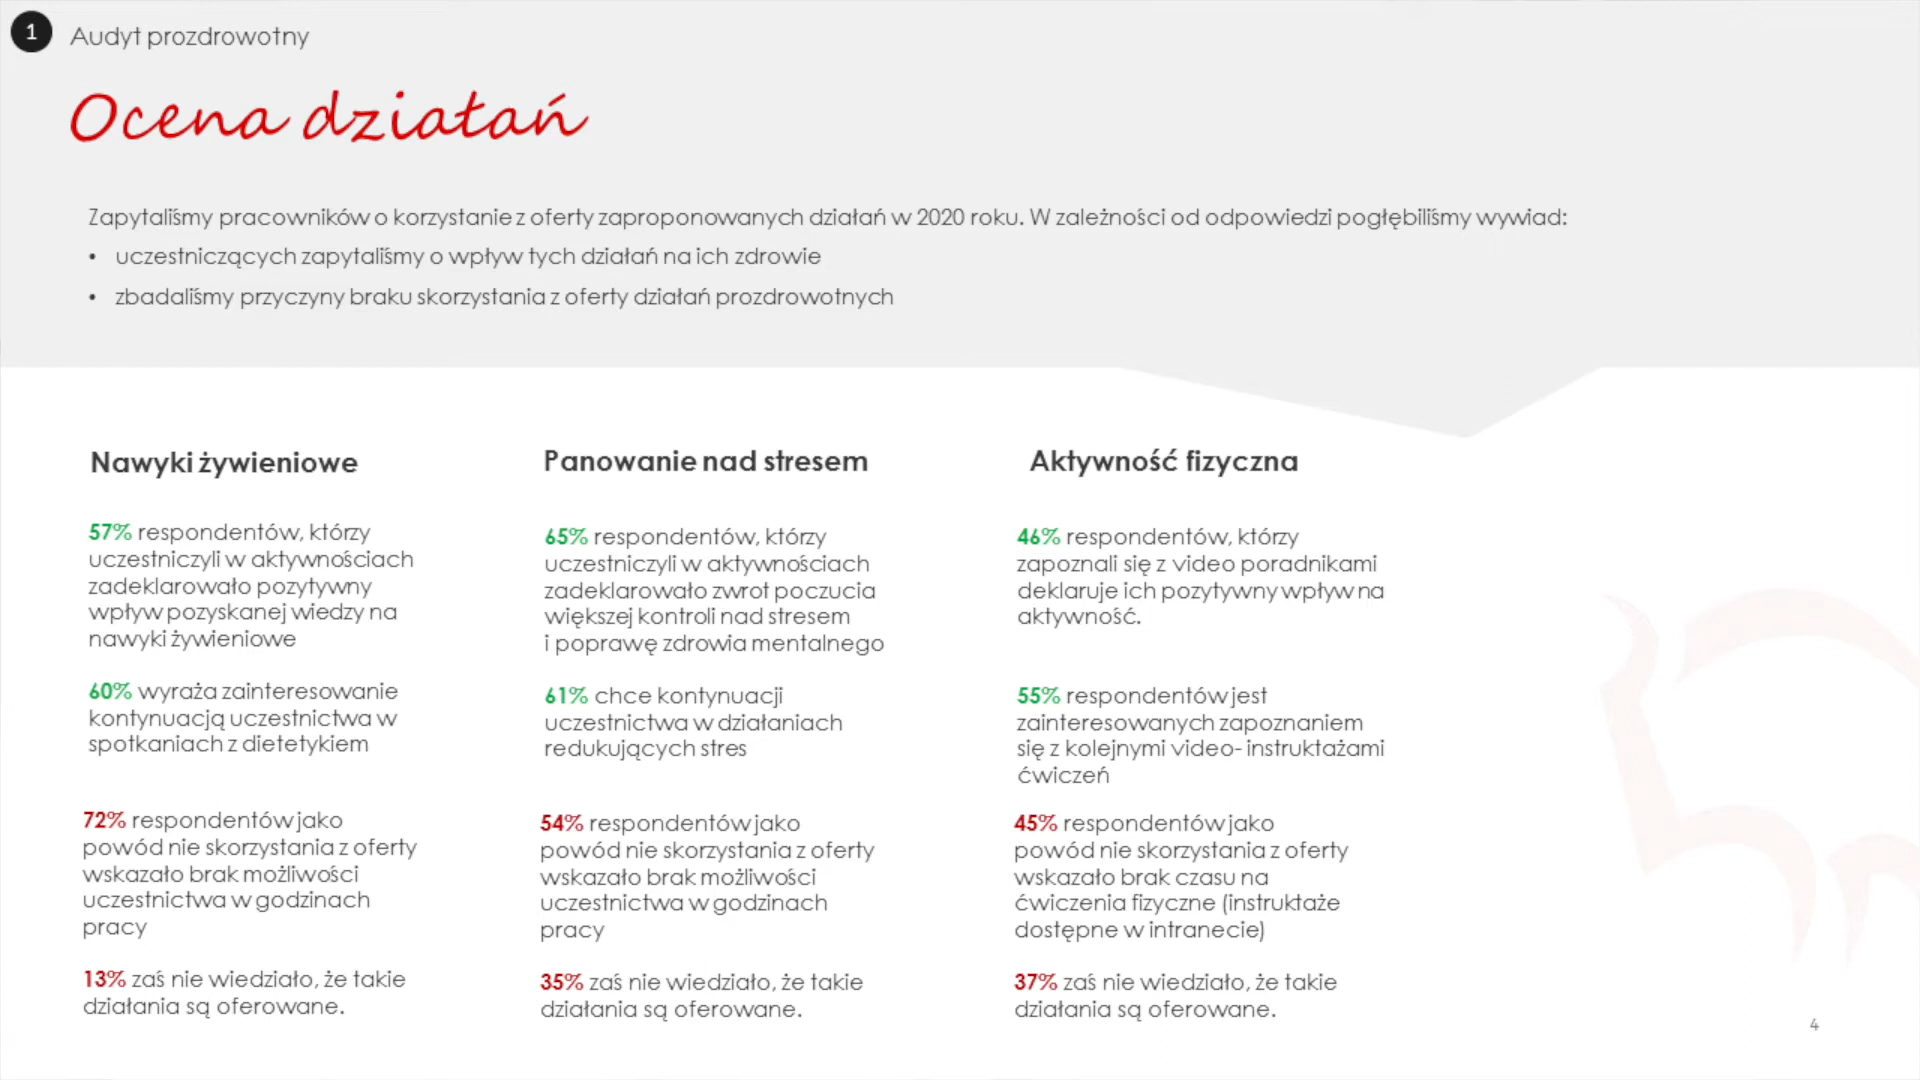 1
Audyt prozdrowotny
Ocena działań
Zapytaliśmy pracowników o korzystanie z oferty zaproponowanych działań w 2020 roku. W zależności od odpowiedzi pogłębiliśmy wywiad:
• uczestniczących zapytaliśmy o wpływ tych działań na ich zdrowie
• zbadaliśmy przyczyny braku skorzystania z oferty działań prozdrowotnych
Nawyki żywieniowe
57% respondentów, którzy
uczestniczyli w aktywnościach
zadeklarowało pozytywny
wpływ pozyskanej wiedzy na
nawyki żywieniowe
60% wyraża zainteresowanie
kontynuacją uczestnictwa w
spotkaniach z dietetykiem
72% respondentów jako
powód nie skorzystania z oferty
wskazało brak możliwości
uczestnictwa w godzinach
pracy
13% zaś nie wiedziało, że takie
działania są oferowane.
Panowanie nad stresem
65% respondentów, którzy
uczestniczyli w aktywnościach
zadeklarowało zwrot poczucia
większej kontroli nad stresem
i poprawę zdrowia mentalnego
61% chce kontynuacji
uczestnictwa w działaniach
redukujących stres
54% respondentów jako
powód nie skorzystania z oferty
wskazało brak możliwości
uczestnictwa w godzinach
pracy
35% zaś nie wiedziało, że takie
działania są oferowane.
Aktywność fizyczna
46% respondentów, którzy
zapoznali się z video poradnikami
deklaruje ich pozytywny wpływ na
aktywność.
55% respondentów jest
zainteresowanych zapoznaniem
się z kolejnymi video- instruktażami
ćwiczeń
45% respondentów jako
powód nie skorzystania z oferty
wskazało brak czasu na
ćwiczenia fizyczne (instruktaże
dostępne w intranecie)
37% zaś nie wiedziało, że takie
działania są oferowane.
4